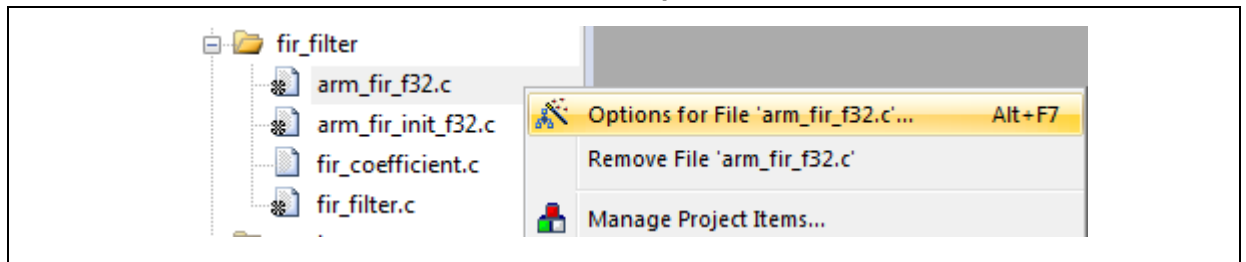 fir_filter
arm_fir_f32.c
arm_fir_init_f32.c
fir_coefficient.c
fir_filter.c
Options for File 'arm_fir_f32.c'... Alt+F7
Remove File 'arm_fir_f32.c'
Manage Project Items...